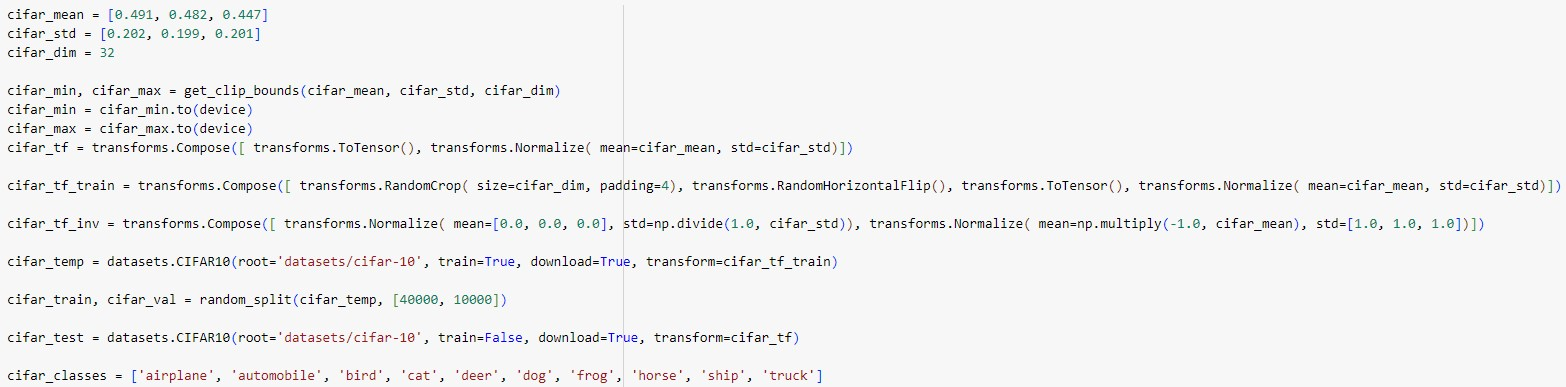 cifar_mean = [0.491, 0.482, 0.447]
cifar_std = [0.202, 0.199, 0.201]
cifar_dim = 32
cifar_min, cifar_max = get_clip_bounds(cifar_mean, cifar_std, cifar_dim)
cifar_min = cifar_min.to(device)
cifar_max = cifar_max.to(device)
cifar_tf = transforms.Compose([ transforms.ToTensor(), transforms.Normalize( mean=cifar_mean, std=cifar_std)])
cifar_tf_train = transforms.Compose([ transforms.RandomCrop( size=cifar_dim, padding=4), transforms.RandomHorizontalFlip(), transforms.ToTensor(), transforms.Normalize( mean=cifar_mean, std=cifar_std)])
cifar_tf_inv = transforms.Compose([ transforms.Normalize( mean=[0.0, 0.0, 0.0], std=np.divide(1.0, cifar_std)), transforms.Normalize( mean=np.multiply(-1.0, cifar_mean), std=[1.0, 1.0, 1.0])])
cifar_temp = datasets.CIFAR10(root='datasets/cifar-10', train=True, download=True, transform=cifar_tf_train)
cifar_train, cifar_val = random_split(cifar_temp, [40000, 10000])
cifar_test = datasets.CIFAR10(root='datasets/cifar-10', train=False, download=True, transform=cifar_tf)
cifar_classes = ['airplane', 'automobile', 'bird', 'cat', 'deer', 'dog', 'frog', 'horse', 'ship', 'truck']